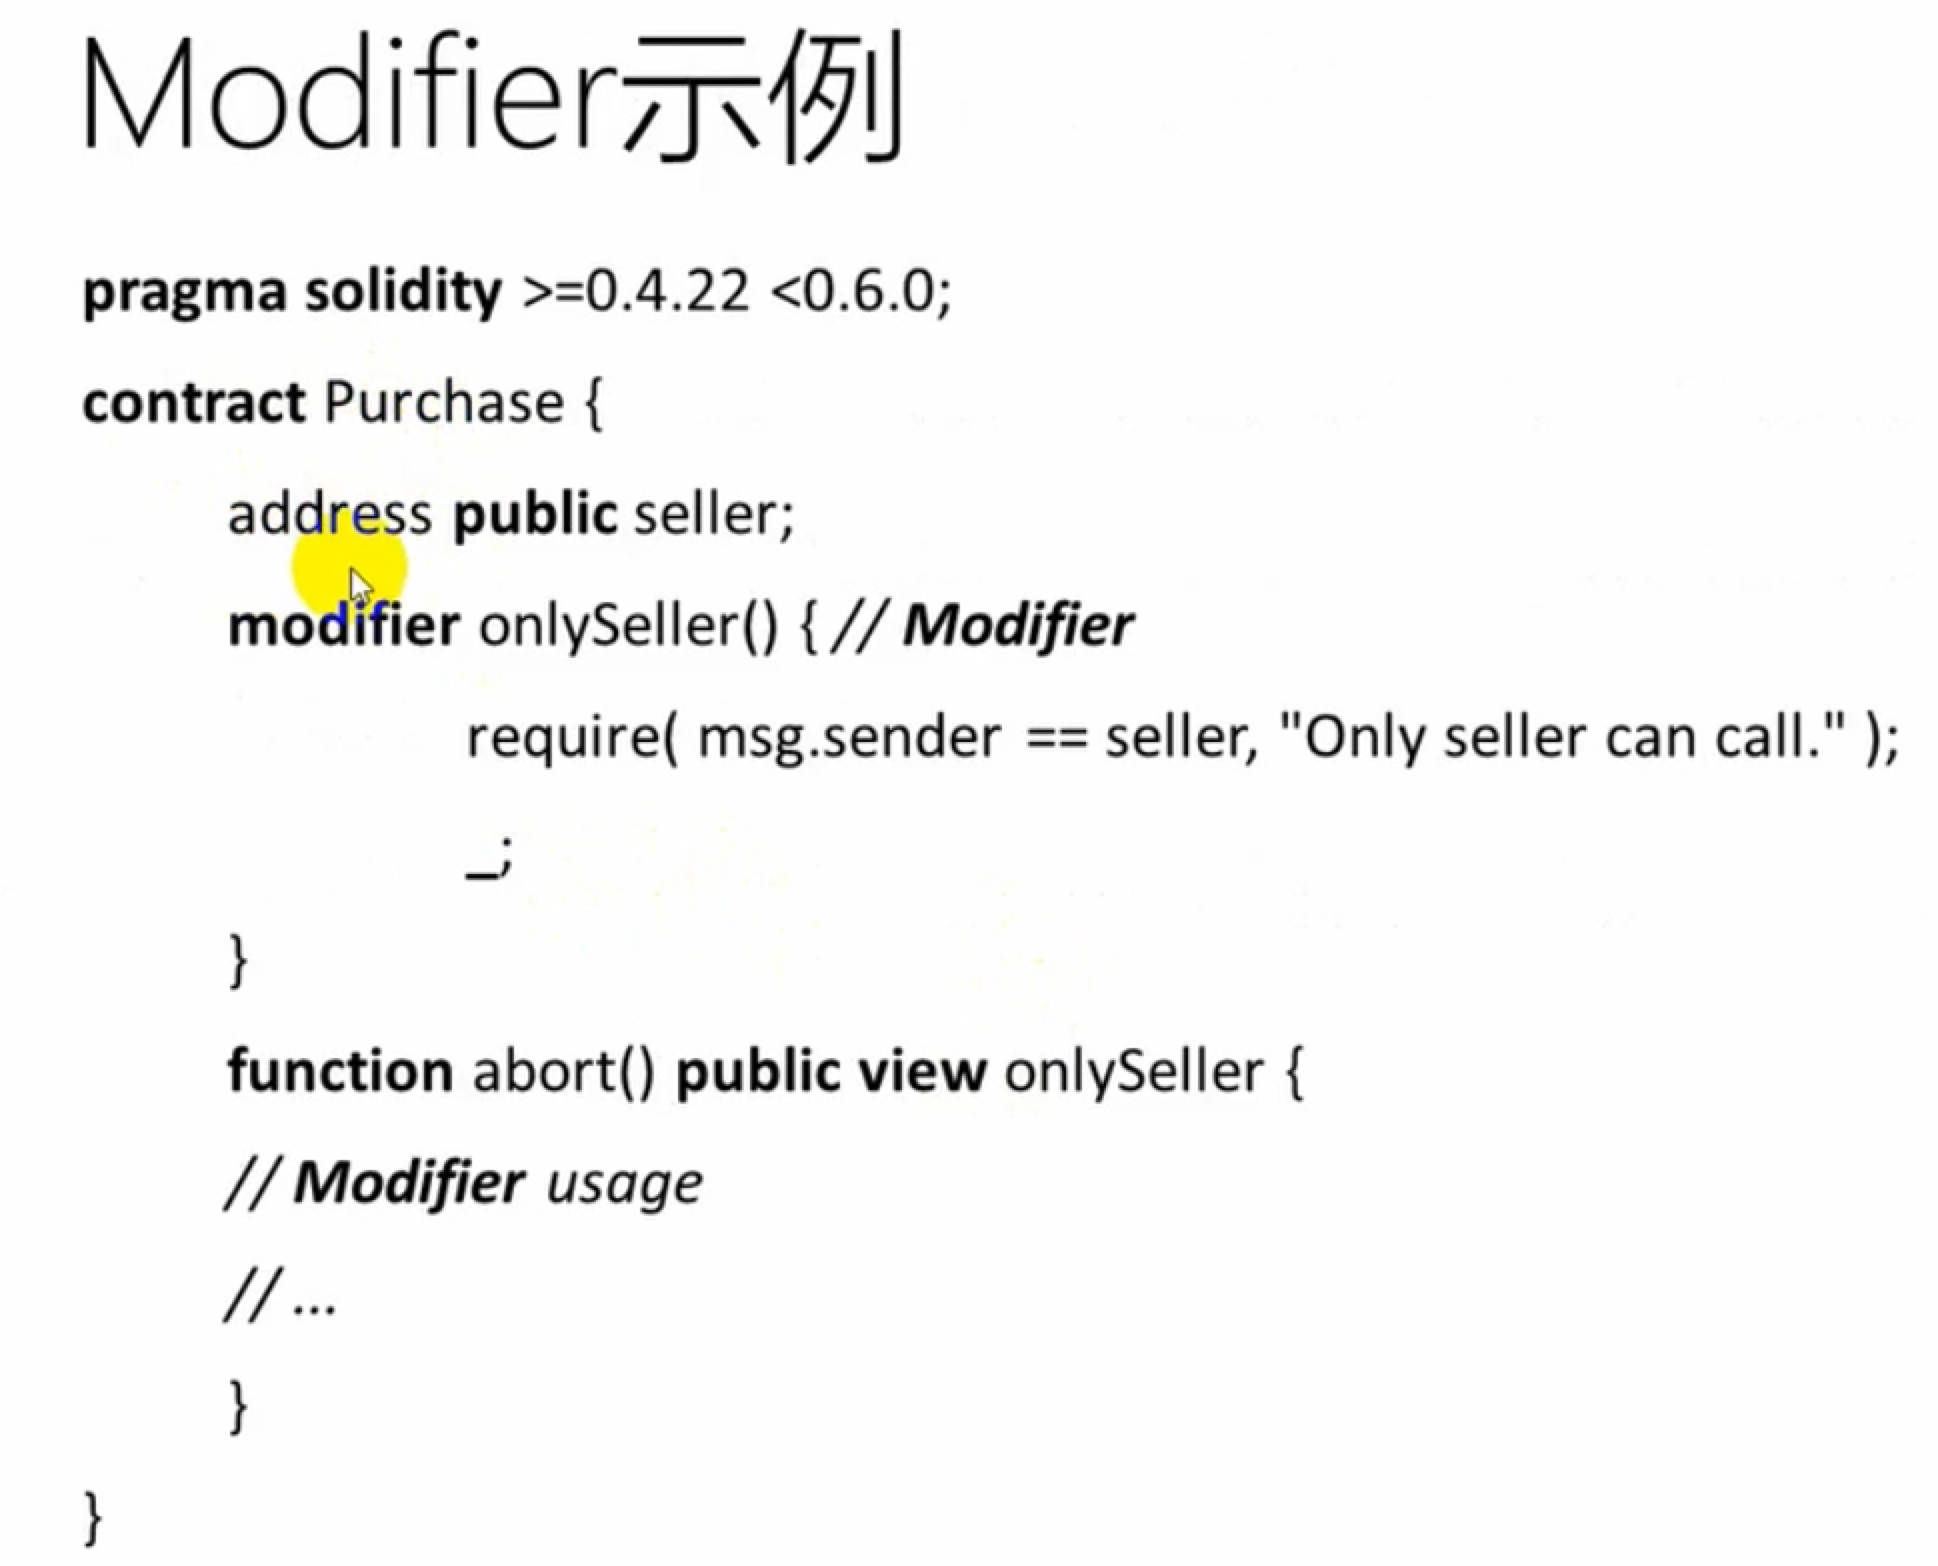 Modifier示例
pragma solidity >=0.4.22 <0.6.0;
contract Purchase {
address public seller;
modifier onlySeller() { // Modifier
require( msg.sender == seller, "Only seller can call." );
_;
}
function abort() public view onlySeller {
// Modifier usage
// ...
}
}